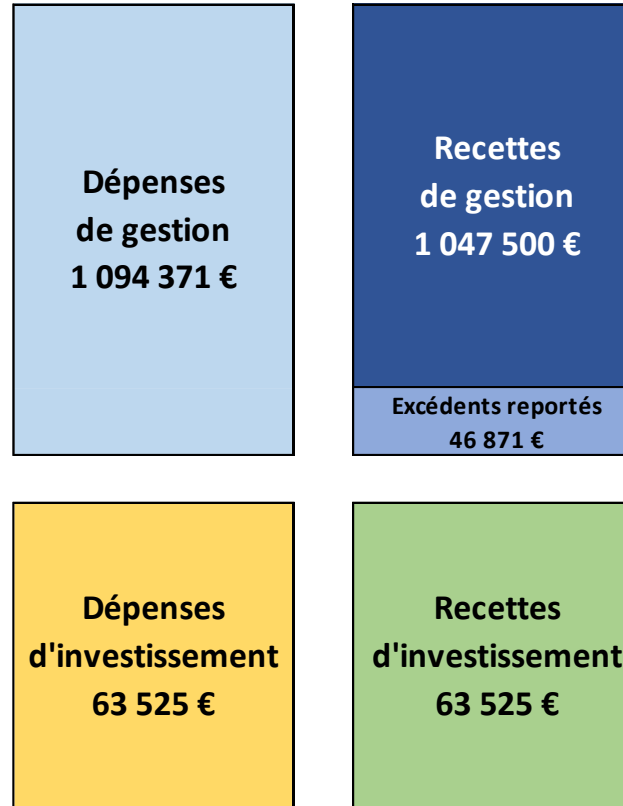 Dépenses
de gestion
1 094 371 €
Recettes
de gestion
1 047 500 €
Excédents reportés
46 871 €
Dépenses
d'investissement
63 525 €
Recettes
d'investissement
63 525 €